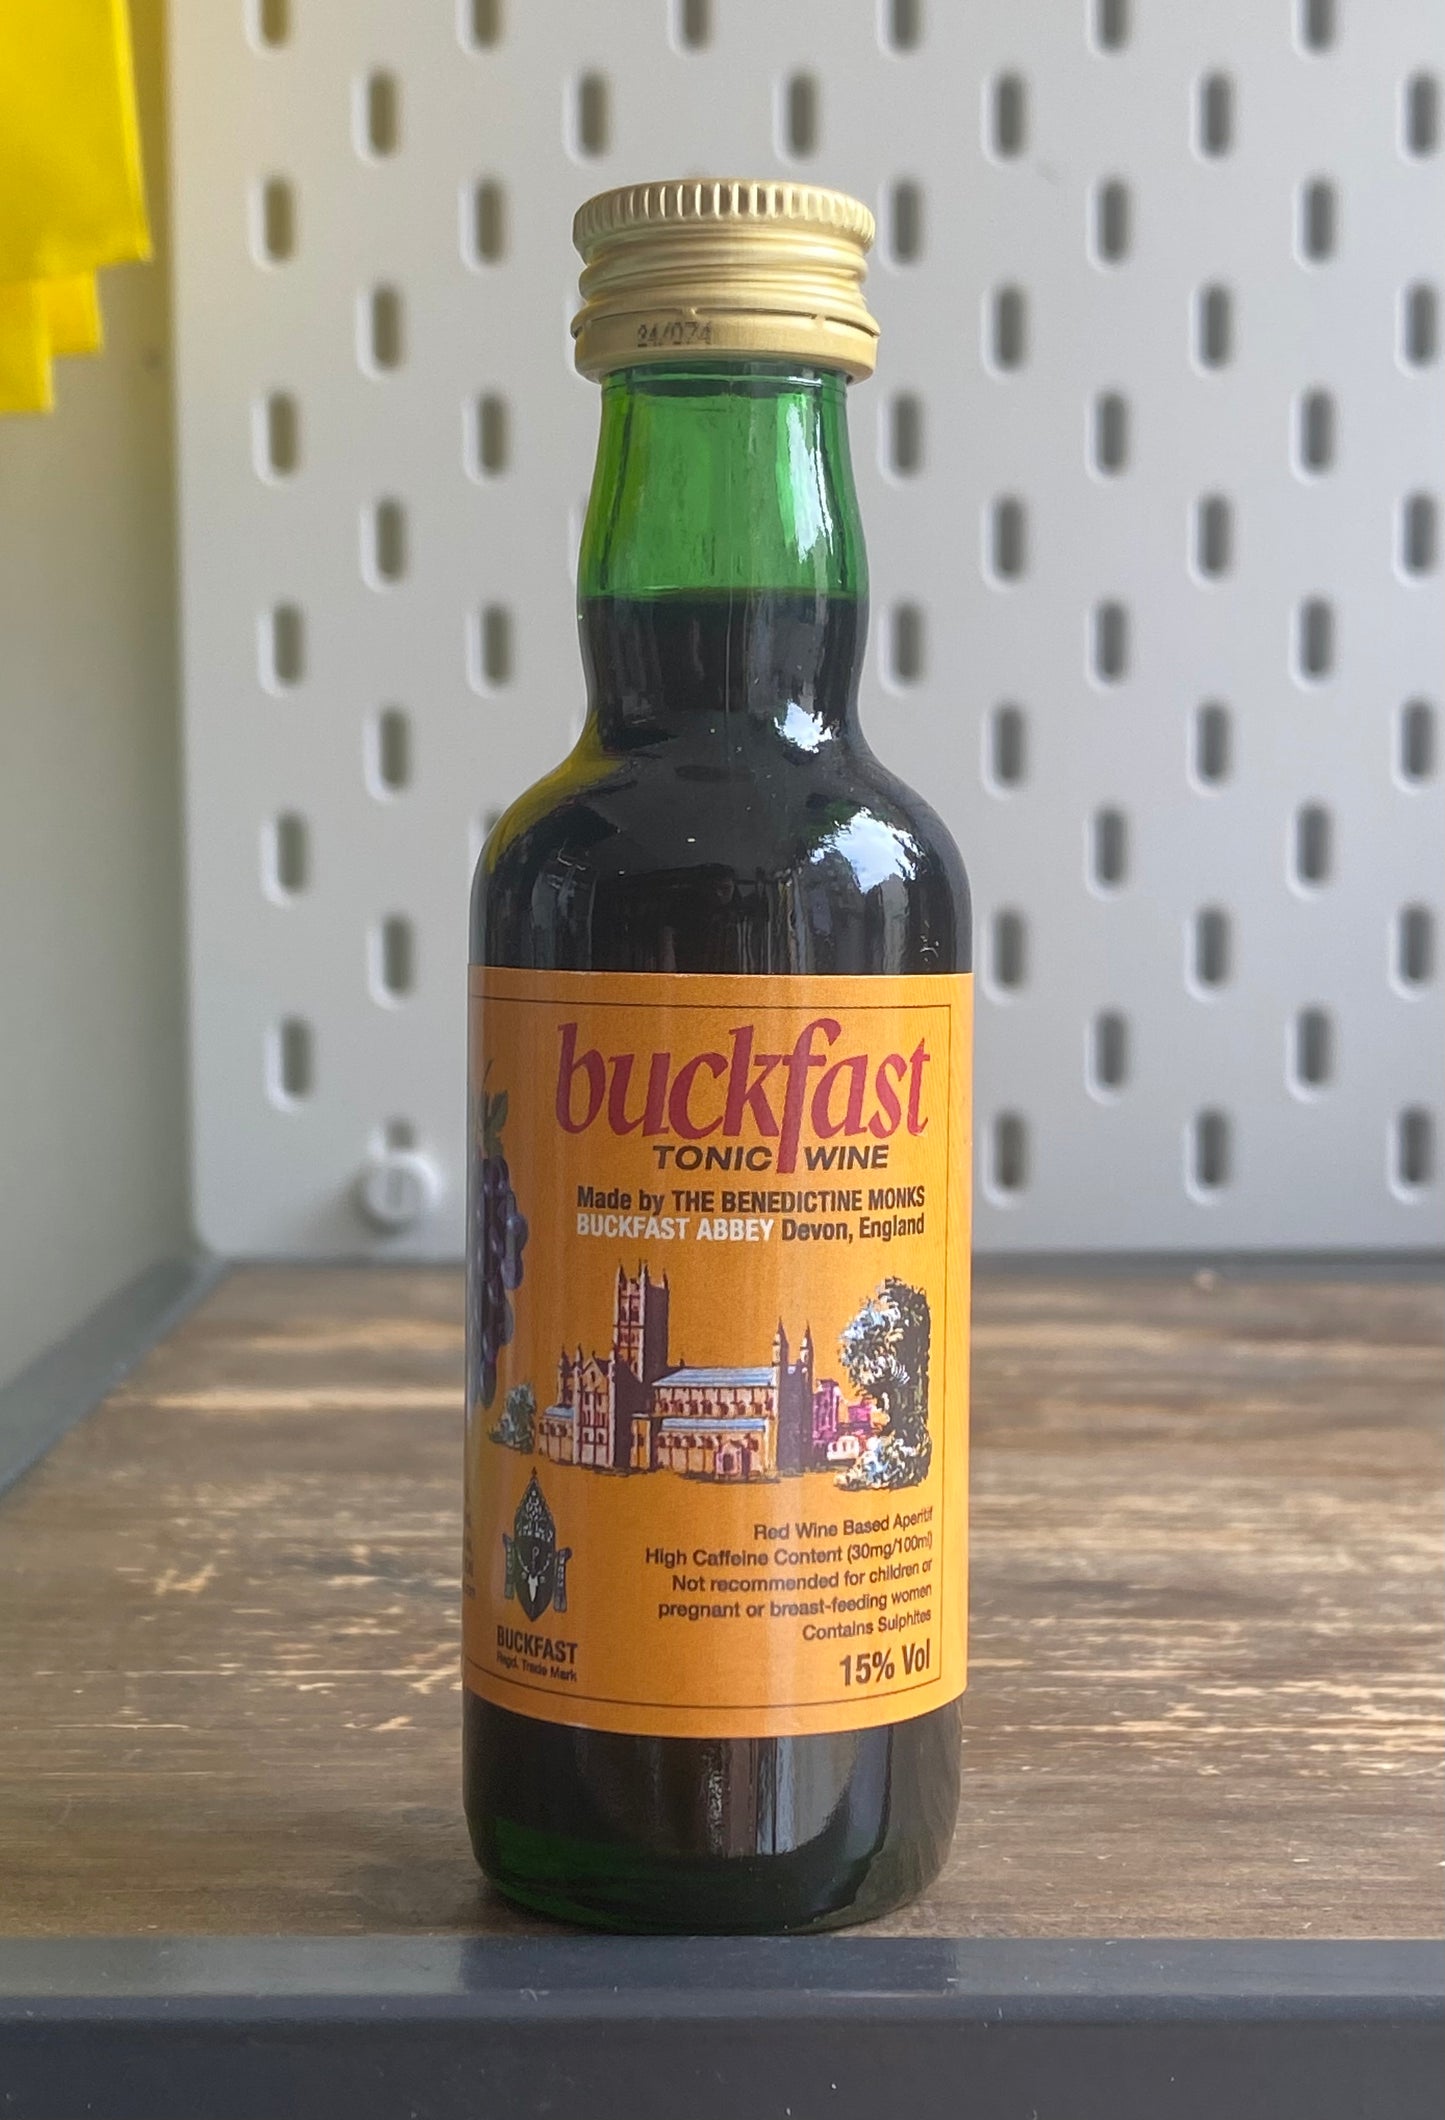 24/074
buckfast
TONIC WINE
Made by THE BENEDICTINE MONKS
BUCKFAST ABBEY Devon, England
Red Wine Based Aperitif
High Caffeine Content (30mg/100ml)
Not recommended for children or
pregnant or breast-feeding women
Contains Sulphites
15% Vol
BUCKFAST
Regd. Trade Mark